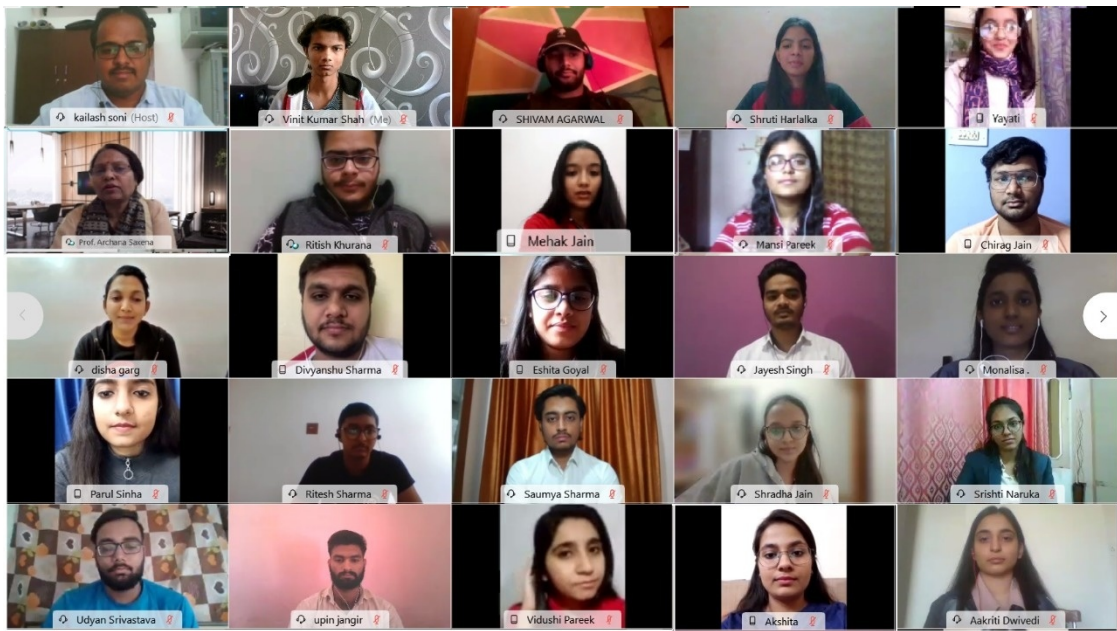 kailash soni (Host)
Vinit Kumar Shah (Me)
SHIVAM AGARWAL
Shruti Harlalka
Yayati
Prof. Archana Saxena
Ritish Khurana
Mehak Jain
Mansi Pareek
Chirag Jain
disha garg
Divyanshu Sharma
Eshita Goyal
Jayesh Singh
Monalisa .
Parul Sinha
Ritesh Sharma
Saumya Sharma
Shradha Jain
Srishti Naruka
Udyan Srivastava
upin jangir
Vidushi Pareek
Akshita
Aakriti Dwivedi